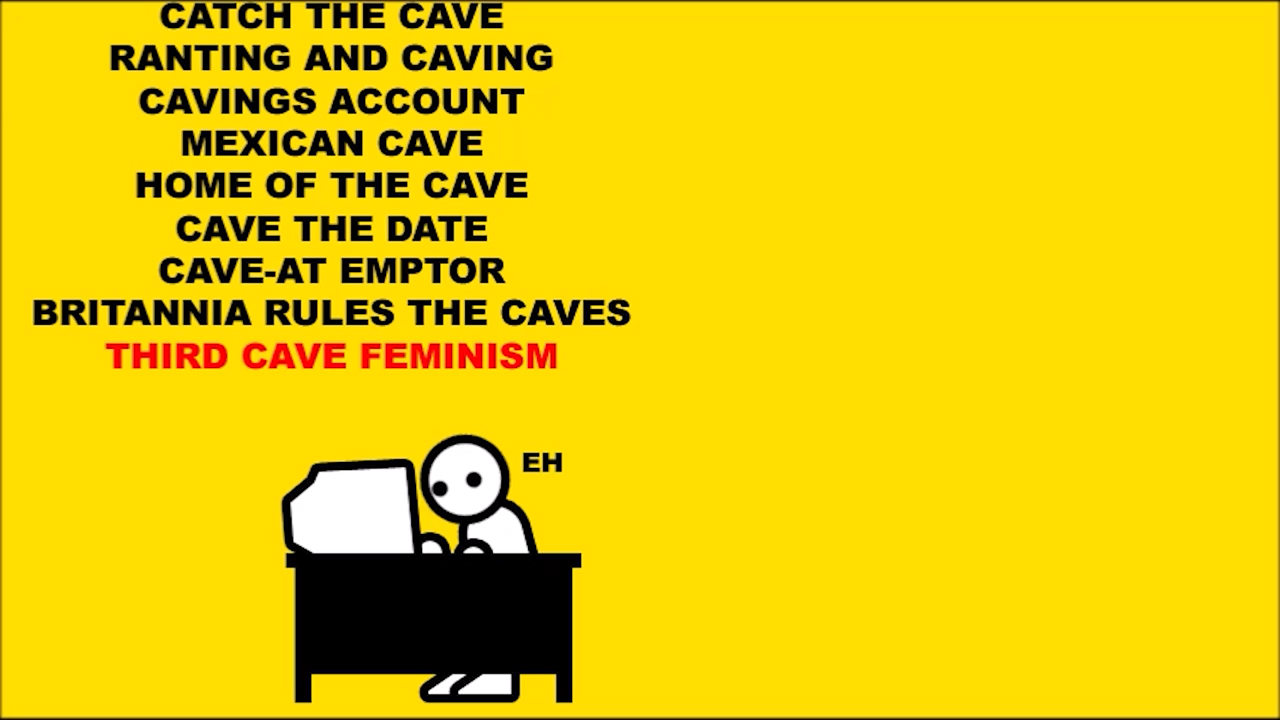 CATCH THE CAVE
RANTING AND CAVING
CAVINGS ACCOUNT
MEXICAN CAVE
HOME OF THE CAVE
CAVE THE DATE
CAVE-AT EMPTOR
BRITANNIA RULES THE CAVES
THIRD CAVE FEMINISM
EH